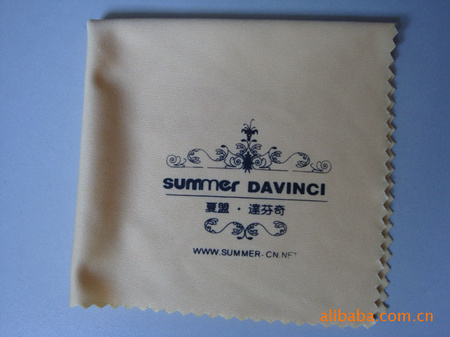 summer DAVINCI
夏盟·達芬奇
WWW.SUMMER-CN.NET
alibaba.com.cn